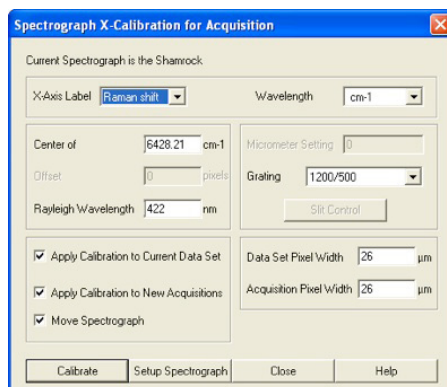 Spectrograph X-Calibration for Acquisition
Current Spectrograph is the Shamrock
X-Axis Label Raman shift Wavelength cm-1
Center of 6428.21 cm-1 Micrometer Setting 0
Offset 0 pixels Grating 1200/500
Rayleigh Wavelength 422 nm Slit Control
Apply Calibration to Current Data Set Data Set Pixel Width 26 µm
Apply Calibration to New Acquisitions Acquisition Pixel Width 26 µm
Move Spectrograph
Calibrate Setup Spectrograph Close Help